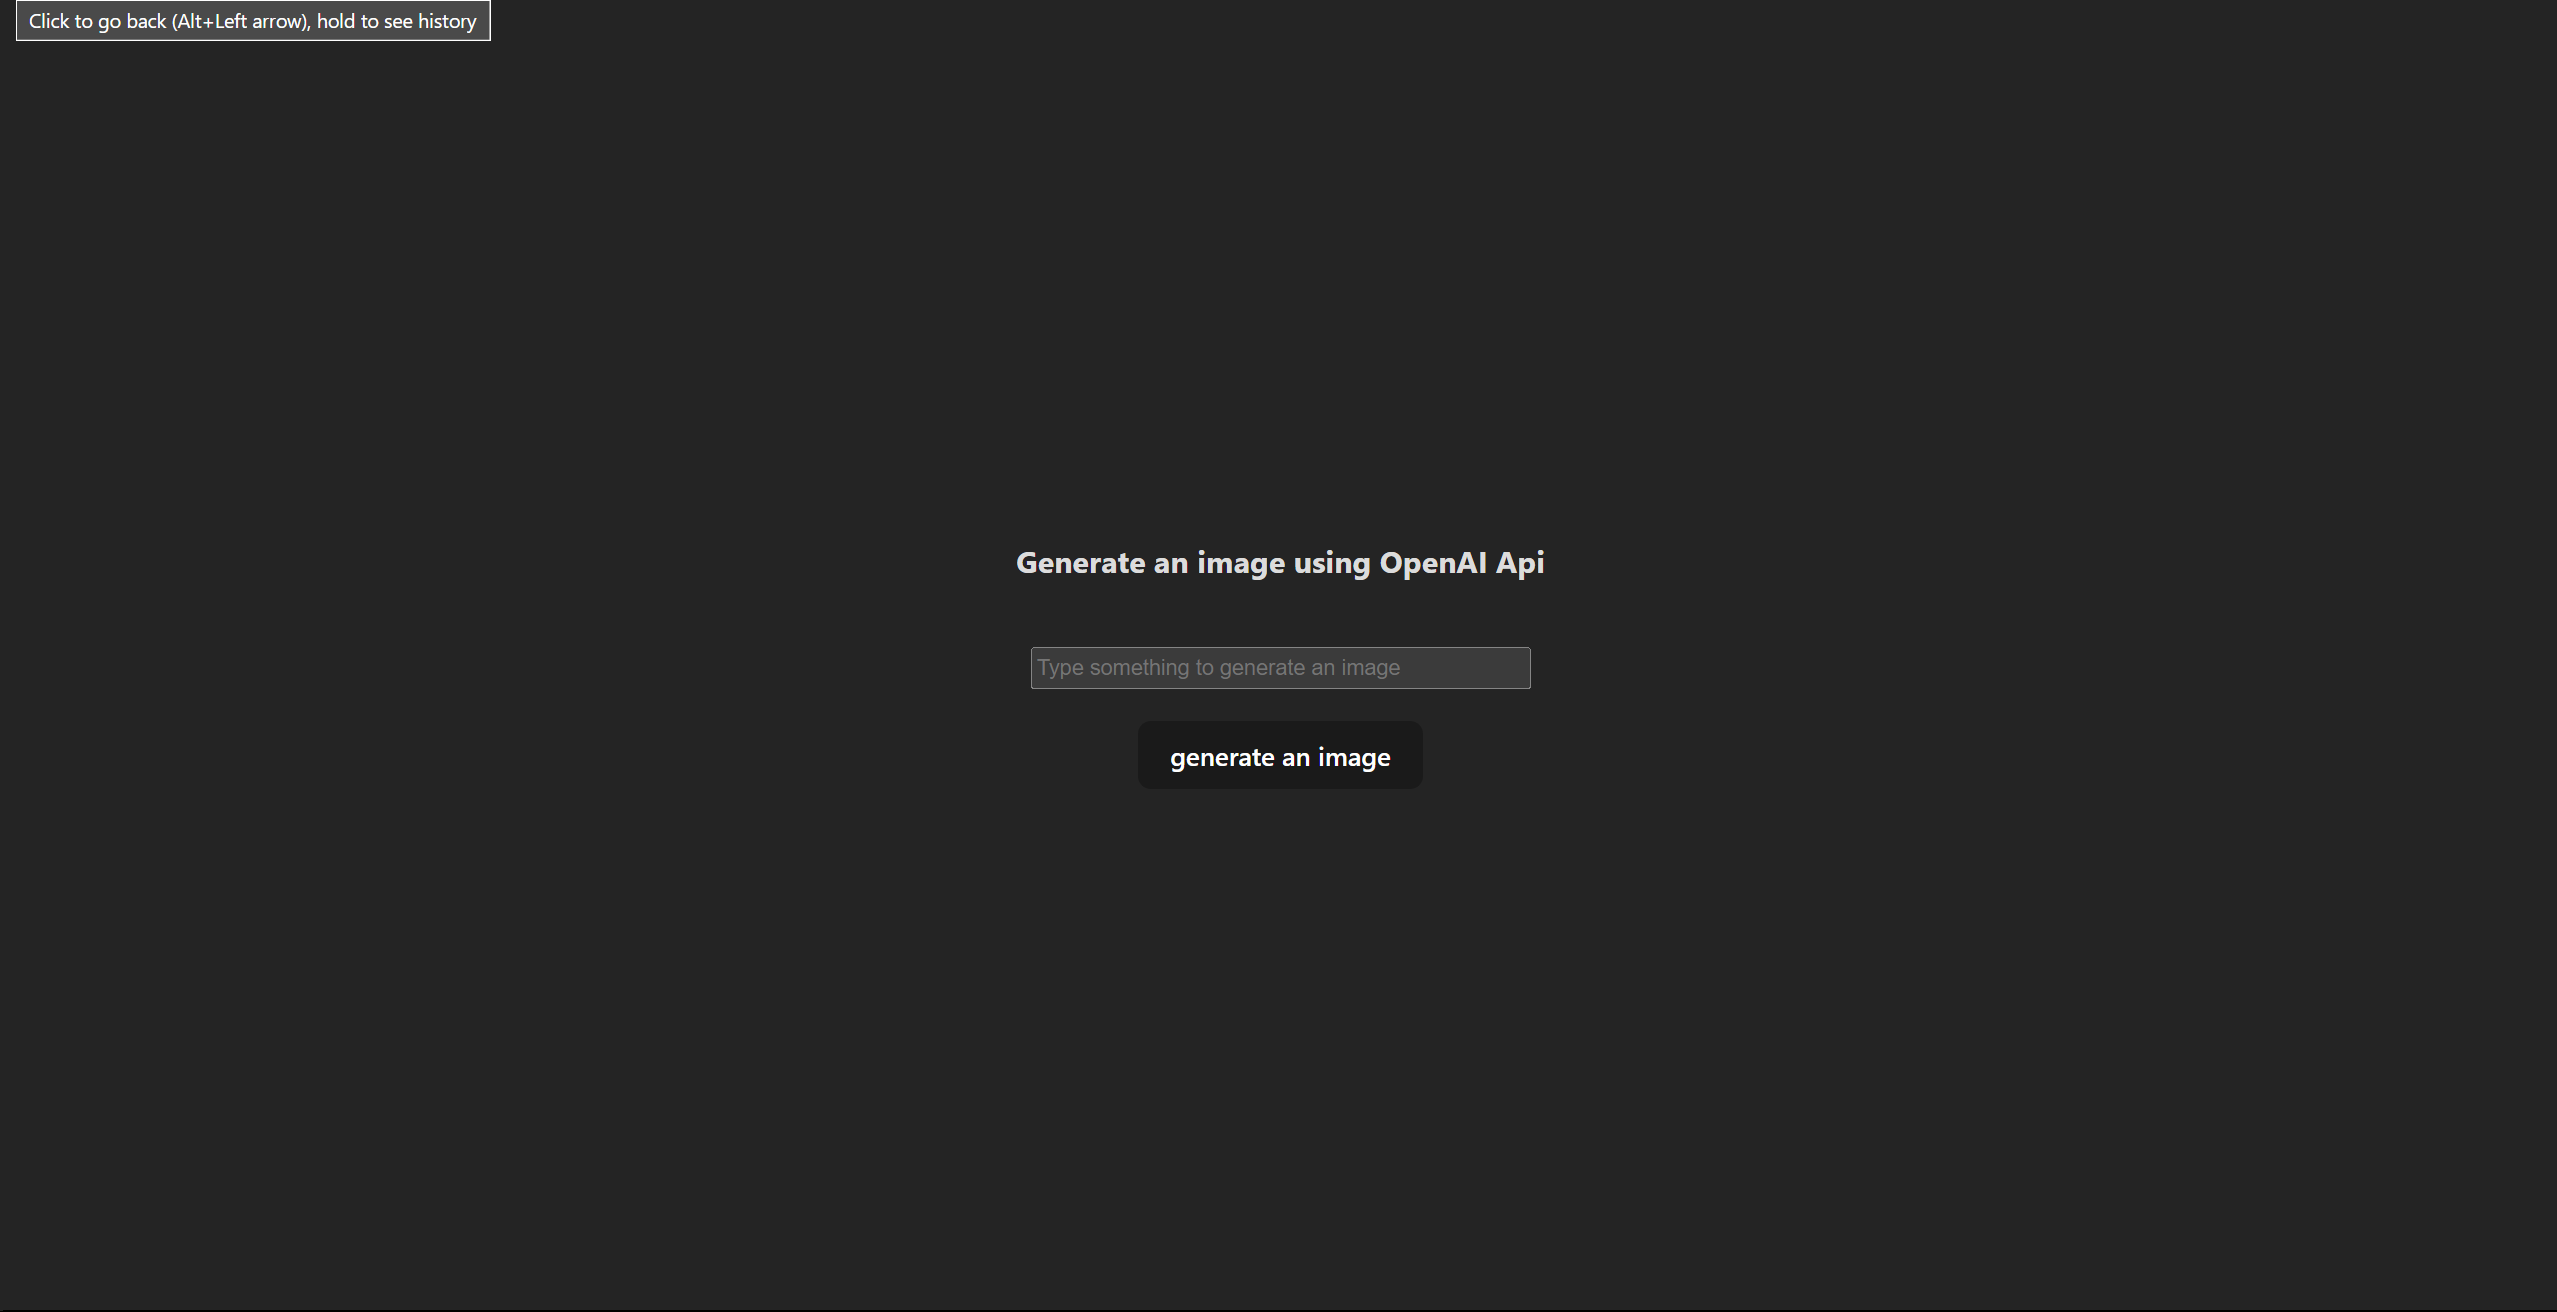 Click to go back (Alt+Left arrow), hold to see history
Generate an image using OpenAI Api
Type something to generate an image
generate an image